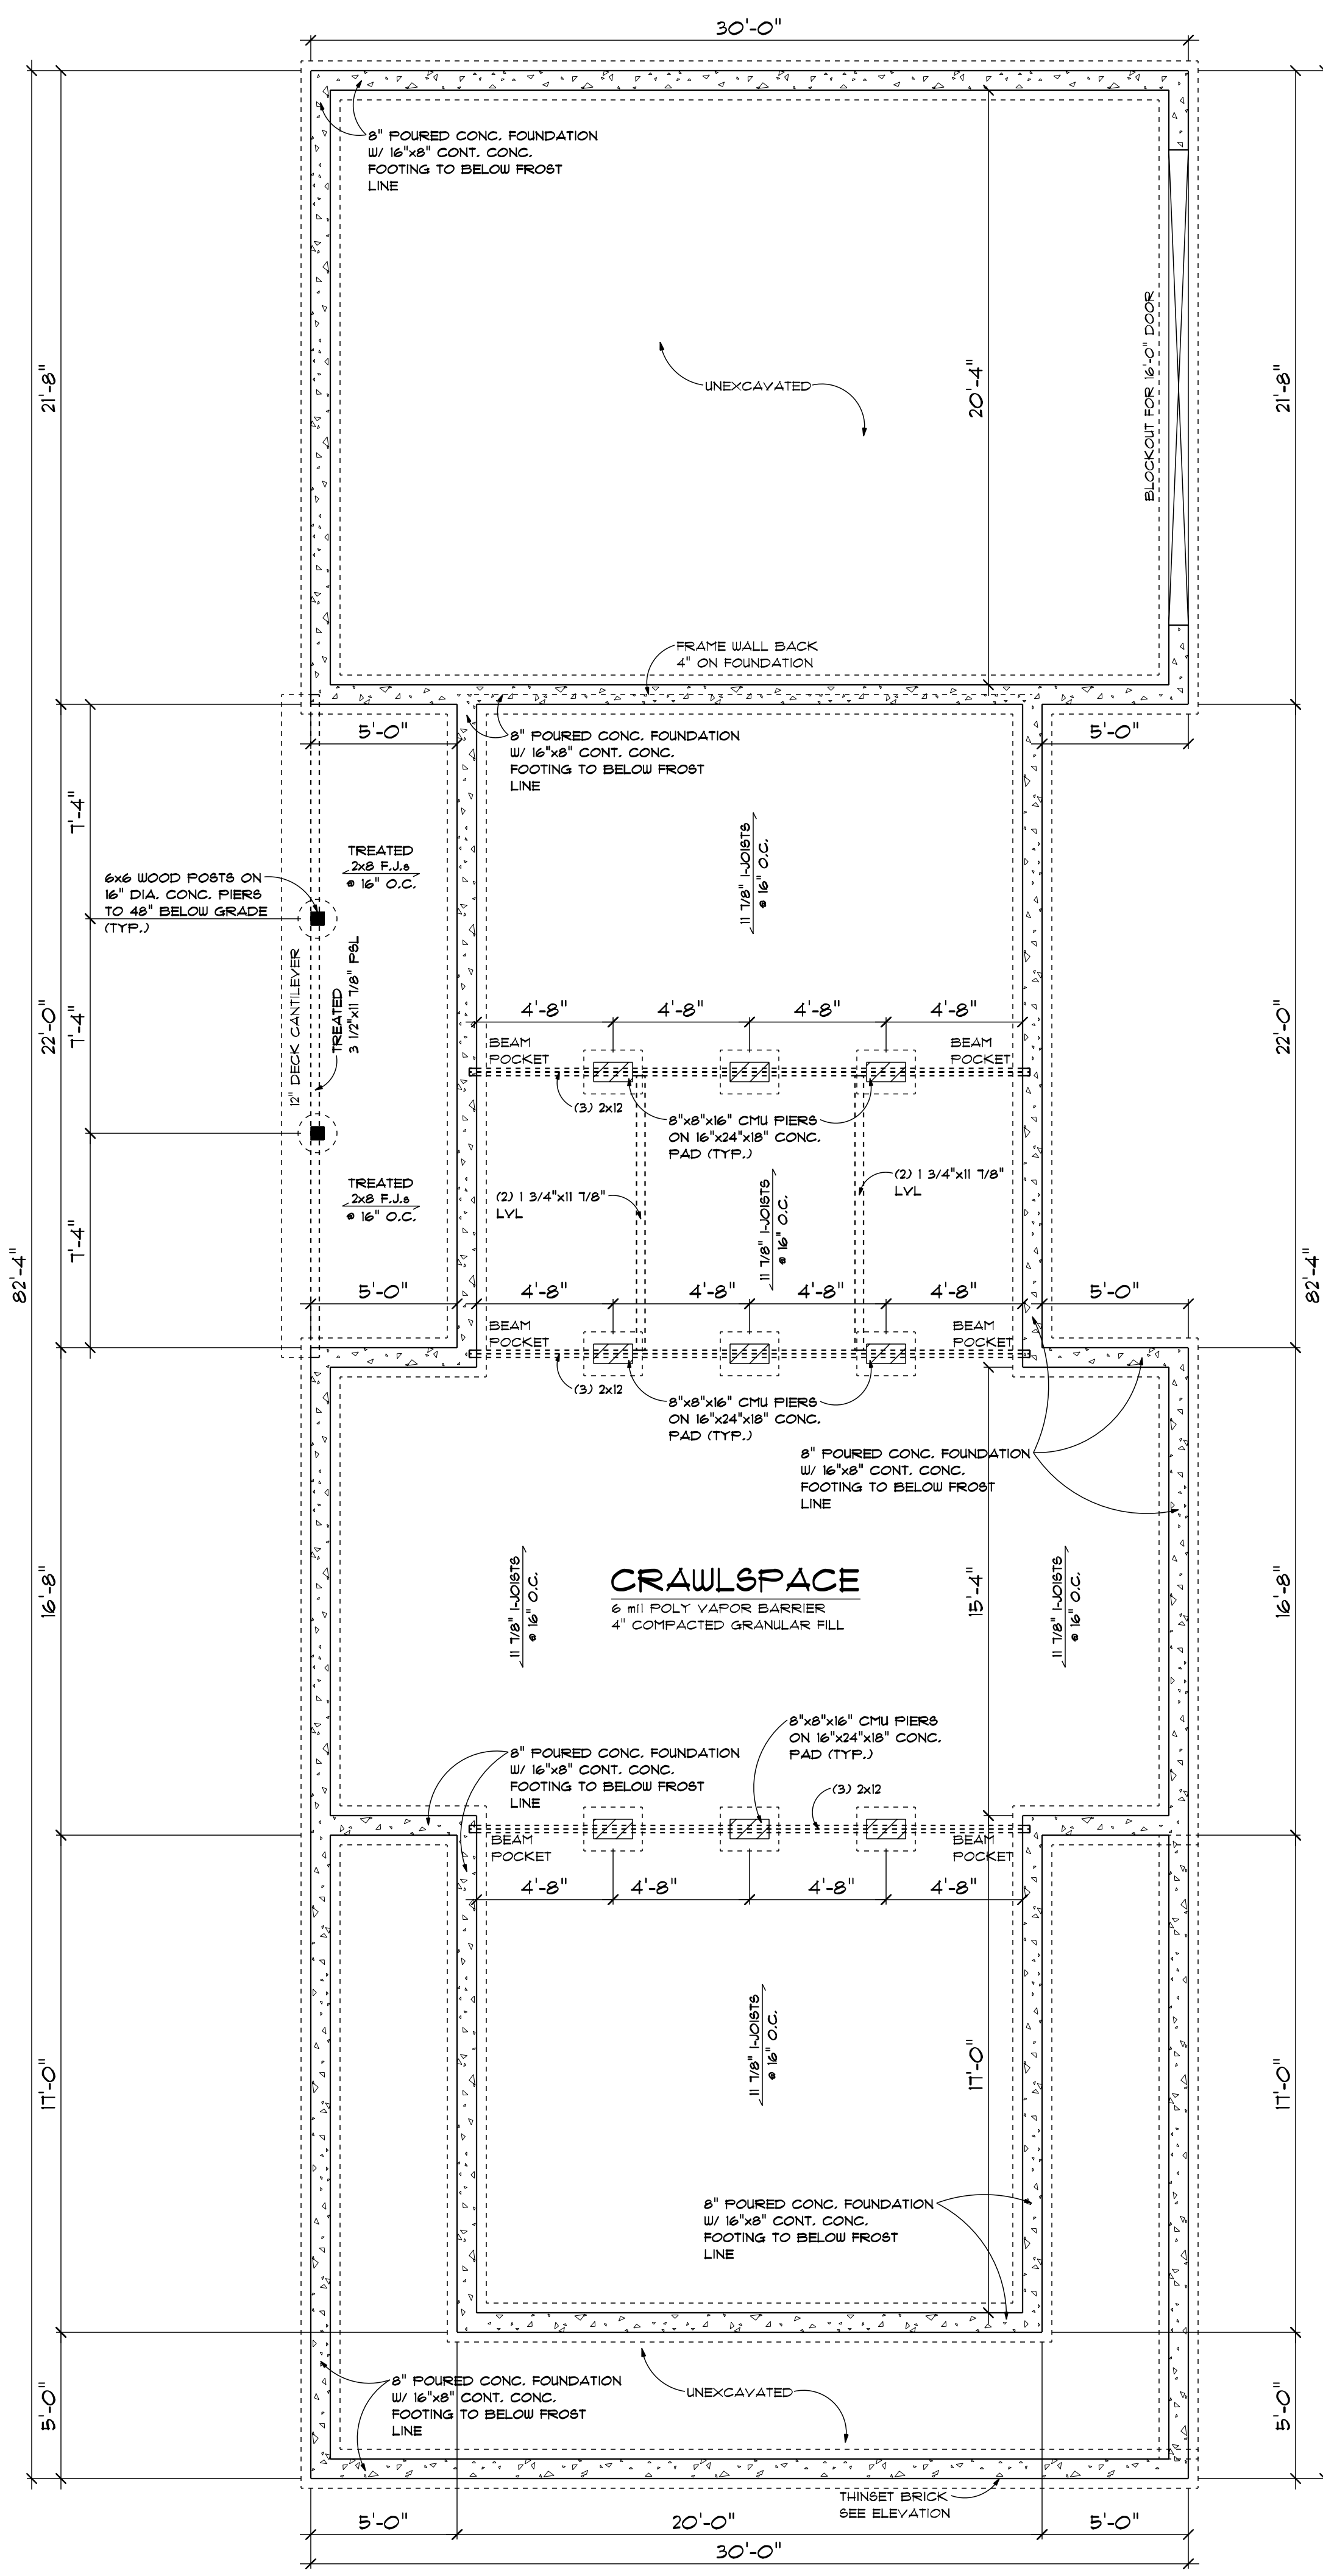 30'-0"
8" POURED CONC. FOUNDATION
W/ 16"x8" CONT. CONC.
FOOTING TO BELOW FROST
LINE
21'-8"
UNEXCAVATED
20'-4"
BLOCKOUT FOR 16'-0" DOOR
21'-8"
FRAME WALL BACK
4" ON FOUNDATION
5'-0"
8" POURED CONC. FOUNDATION
W/ 16"x8" CONT. CONC.
FOOTING TO BELOW FROST
LINE
5'-0"
7'-4"
TREATED
2x8 F.J.s
@ 16" O.C.
11 7/8" I-JOISTS
@ 16" O.C.
6x6 WOOD POSTS ON
16" DIA. CONC. PIERS
TO 48" BELOW GRADE
(TYP.)
12" DECK CANTILEVER
TREATED
3 1/2"x11 7/8" PSL
22'-0"
7'-4"
4'-8"
4'-8"
4'-8"
4'-8"
22'-0"
BEAM
POCKET
BEAM
POCKET
(3) 2x12
8"x8"x16" CMU PIERS
ON 16"x24"x18" CONC.
PAD (TYP.)
TREATED
2x8 F.J.s
@ 16" O.C.
(2) 1 3/4"x11 7/8"
LVL
11 7/8" I-JOISTS
@ 16" O.C.
(2) 1 3/4"x11 7/8"
LVL
82'-4"
7'-4"
82'-4"
5'-0"
4'-8"
4'-8"
4'-8"
4'-8"
5'-0"
BEAM
POCKET
BEAM
POCKET
(3) 2x12
8"x8"x16" CMU PIERS
ON 16"x24"x18" CONC.
PAD (TYP.)
8" POURED CONC. FOUNDATION
W/ 16"x8" CONT. CONC.
FOOTING TO BELOW FROST
LINE
16'-8"
11 7/8" I-JOISTS
@ 16" O.C.
CRAWLSPACE
6 mil POLY VAPOR BARRIER
4" COMPACTED GRANULAR FILL
15'-4"
11 7/8" I-JOISTS
@ 16" O.C.
16'-8"
8"x8"x16" CMU PIERS
ON 16"x24"x18" CONC.
PAD (TYP.)
8" POURED CONC. FOUNDATION
W/ 16"x8" CONT. CONC.
FOOTING TO BELOW FROST
LINE
(3) 2x12
BEAM
POCKET
BEAM
POCKET
4'-8"
4'-8"
4'-8"
4'-8"
17'-0"
11 7/8" I-JOISTS
@ 16" O.C.
17'-0"
17'-0"
8" POURED CONC. FOUNDATION
W/ 16"x8" CONT. CONC.
FOOTING TO BELOW FROST
LINE
5'-0"
8" POURED CONC. FOUNDATION
W/ 16"x8" CONT. CONC.
FOOTING TO BELOW FROST
LINE
UNEXCAVATED
5'-0"
THINSET BRICK
SEE ELEVATION
5'-0"
20'-0"
5'-0"
30'-0"